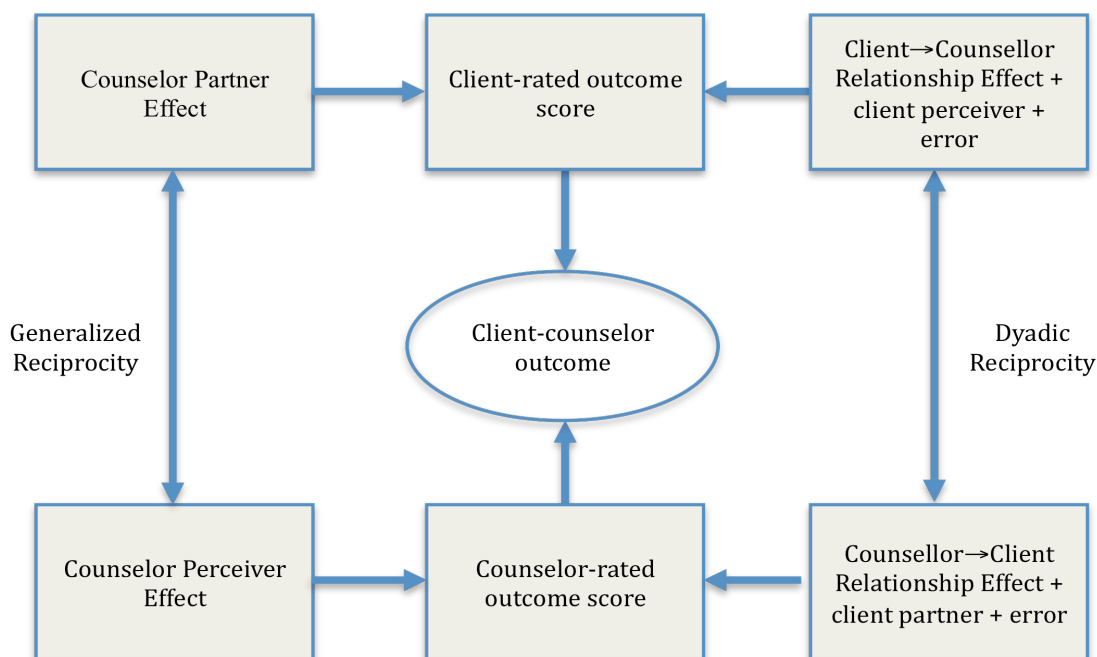 Counselor Partner
Effect
Client-rated outcome
score
Client→Counsellor
Relationship Effect +
client perceiver +
error
Generalized
Reciprocity
Client-counselor
outcome
Dyadic
Reciprocity
Counselor Perceiver
Effect
Counselor-rated
outcome score
Counsellor→Client
Relationship Effect +
client partner + error